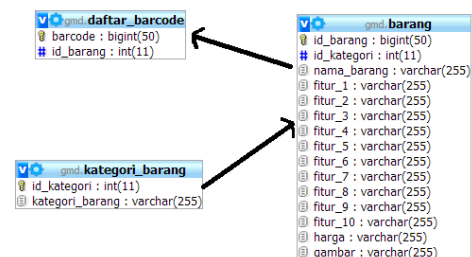 gmd.daftar_barcode
barcode : bigint(50)
id_barang : int(11)
gmd.barang
id_barang : bigint(50)
id_kategori : int(11)
nama_barang : varchar(255)
fitur_1 : varchar(255)
fitur_2 : varchar(255)
fitur_3 : varchar(255)
fitur_4 : varchar(255)
fitur_5 : varchar(255)
fitur_6 : varchar(255)
fitur_7 : varchar(255)
fitur_8 : varchar(255)
fitur_9 : varchar(255)
fitur_10 : varchar(255)
harga : varchar(255)
gambar : varchar(255)
gmd.kategori_barang
id_kategori : int(11)
kategori_barang : varchar(255)